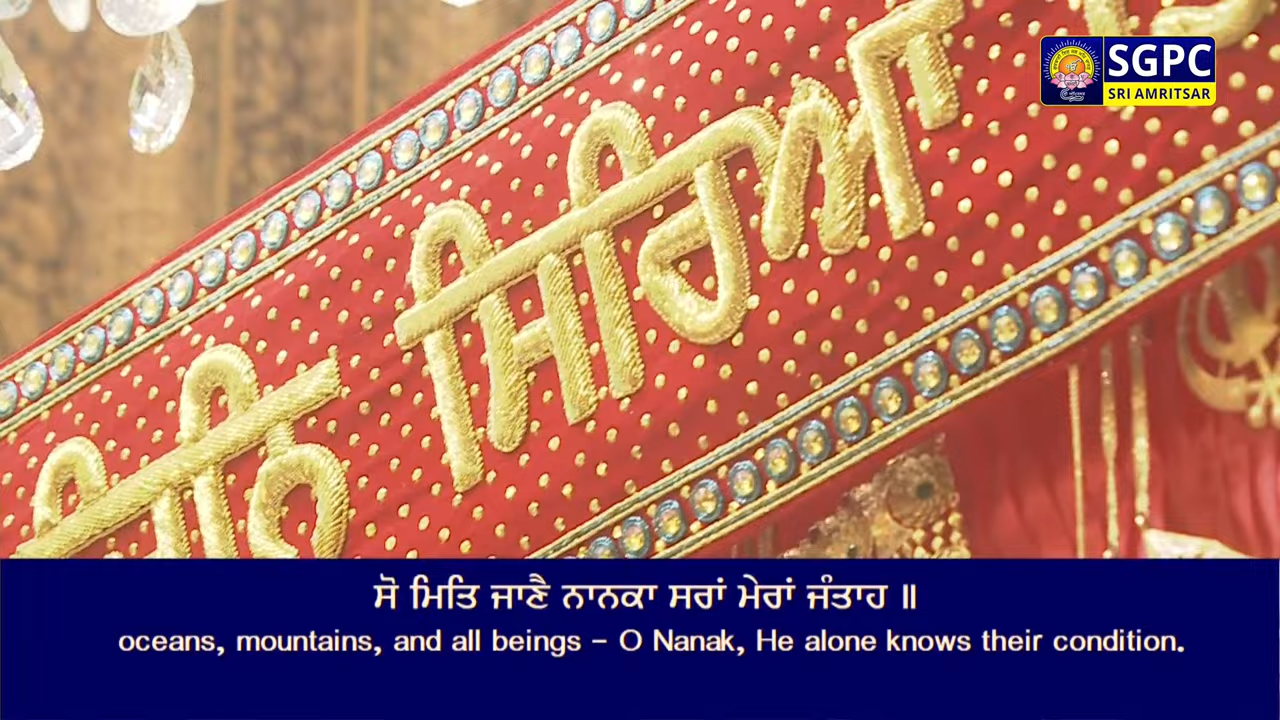 SGPC
SRI AMRITSAR
ਸਿਰਿਆ
ਸੋ ਮਿਤਿ ਜਾਣੈ ਨਾਨਕਾ ਸਰਾਂ ਮੇਰਾਂ ਜੰਤਾਹ ॥
oceans, mountains, and all beings – O Nanak, He alone knows their condition.